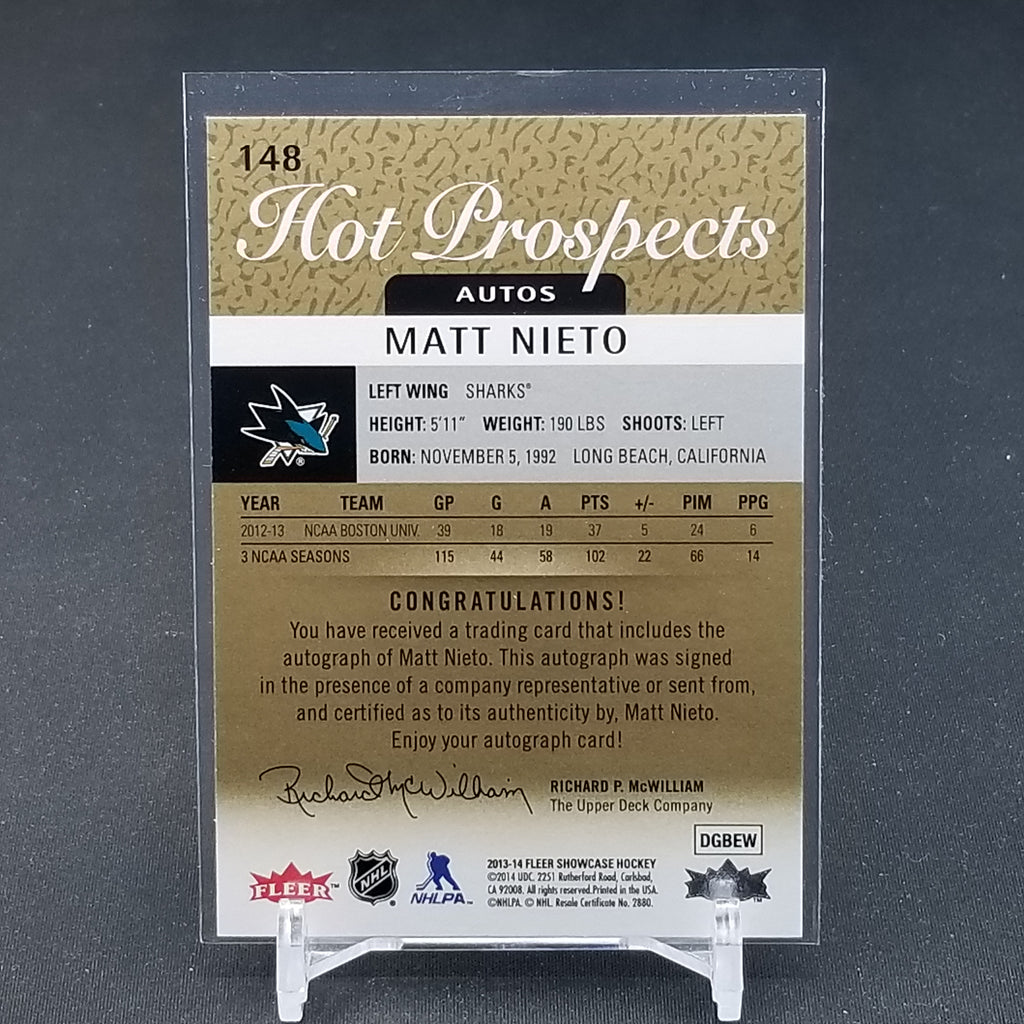 148
Hot Prospects
AUTOS
MATT NIETO
LEFT WING SHARKS®
HEIGHT: 5'11" WEIGHT: 190 LBS SHOOTS: LEFT
BORN: NOVEMBER 5, 1992 LONG BEACH, CALIFORNIA
YEAR TEAM GP G A PTS +/- PIM PPG
2012-13 NCAA BOSTON UNIV. 39 18 19 37 5 24 6
3 NCAA SEASONS 115 44 58 102 22 66 14
CONGRATULATIONS!
You have received a trading card that includes the
autograph of Matt Nieto. This autograph was signed
in the presence of a company representative or sent from,
and certified as to its authenticity by, Matt Nieto.
Enjoy your autograph card!
Richard McWilliam
RICHARD P. McWILLIAM
The Upper Deck Company
DGBEW
FLEER™
NHL®
NHLPA™
2013-14 FLEER SHOWCASE HOCKEY
©2014 UDC, 2251 Rutherford Road, Carlsbad,
CA 92008. All rights reserved. Printed in the USA.
©NHLPA. © NHL. Resale Certificate No. 2880.